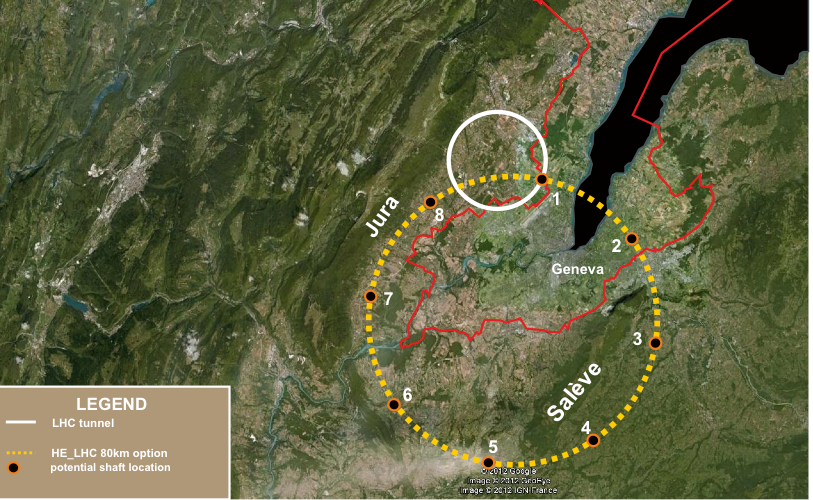 Jura
8
1
2
Geneva
7
3
Salève
6
4
5
©2012 Google
Image © 2012 GeoEye
Image © 2012 IGN France
LEGEND
LHC tunnel
HE_LHC 80km option
potential shaft location